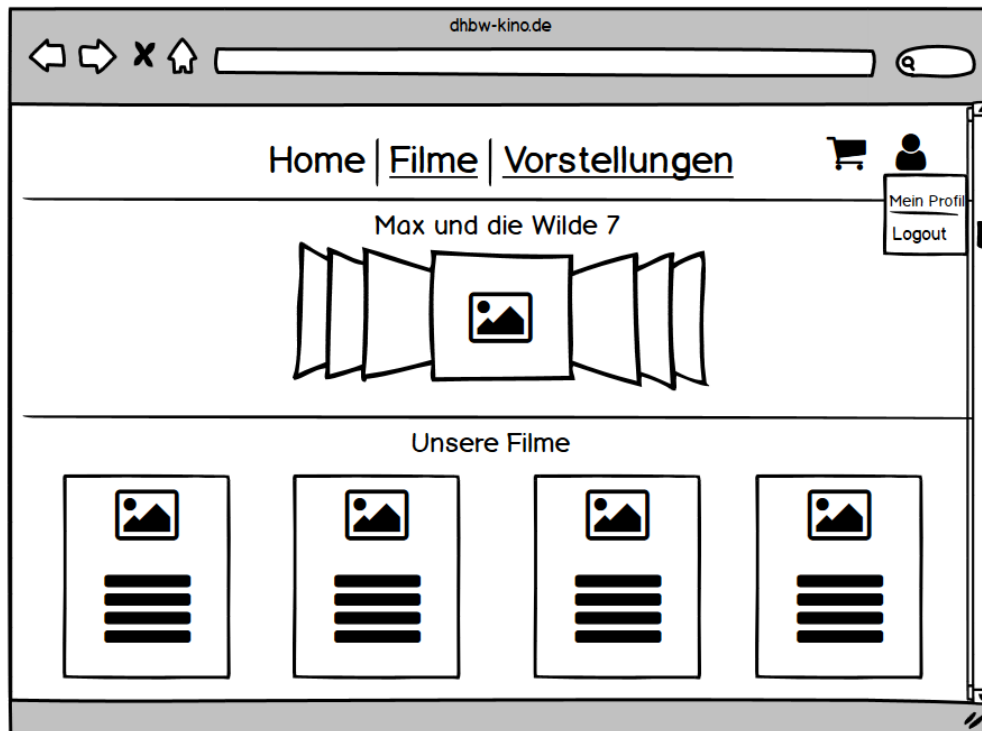 dhbw-kino.de
Home | Filme | Vorstellungen
Mein Profil
Logout
Max und die Wilde 7
Unsere Filme